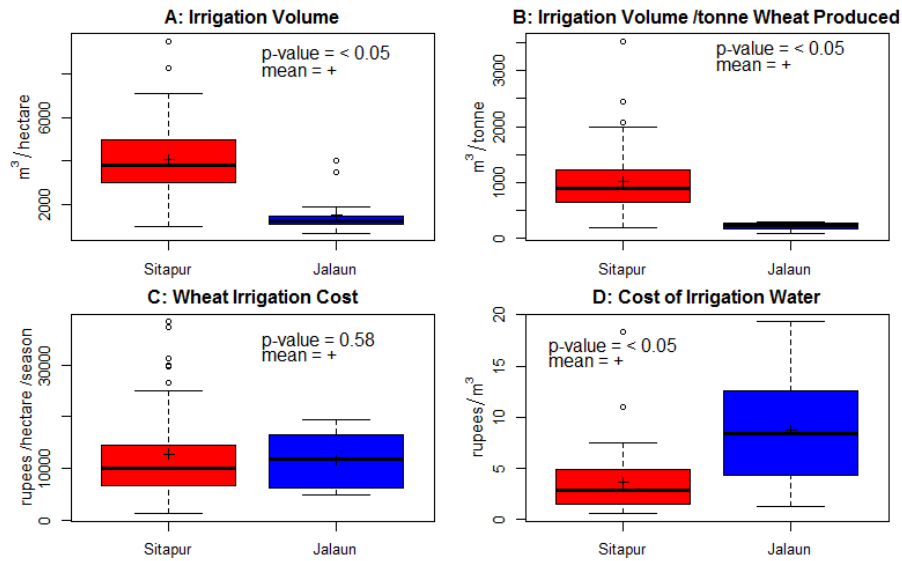 A: Irrigation Volume
p-value = < 0.05
mean = +
m³/hectare
6000
2000
Sitapur
Jalaun
B: Irrigation Volume /tonne Wheat Produced
p-value = < 0.05
mean = +
m³/tonne
3000
2000
1000
0
Sitapur
Jalaun
C: Wheat Irrigation Cost
p-value = 0.58
mean = +
rupees /hectare /season
30000
10000
0
Sitapur
Jalaun
D: Cost of Irrigation Water
p-value = < 0.05
mean = +
rupees/m³
20
15
10
5
0
Sitapur
Jalaun